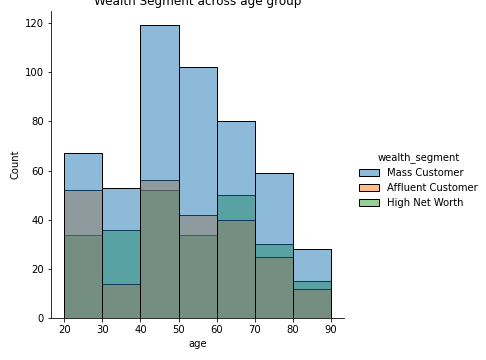 Wealth Segment across age group
120
100
80
60
40
20
0
Count
20 30 40 50 60 70 80 90
age
wealth_segment
Mass Customer
Affluent Customer
High Net Worth